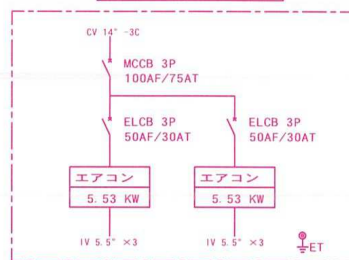 CV 14° -3C
MCCB 3P
100AF/75AT
ELCB 3P
50AF/30AT
ELCB 3P
50AF/30AT
エアコン
5.53 KW
エアコン
5.53 KW
IV 5.5° ×3
IV 5.5° ×3
ET